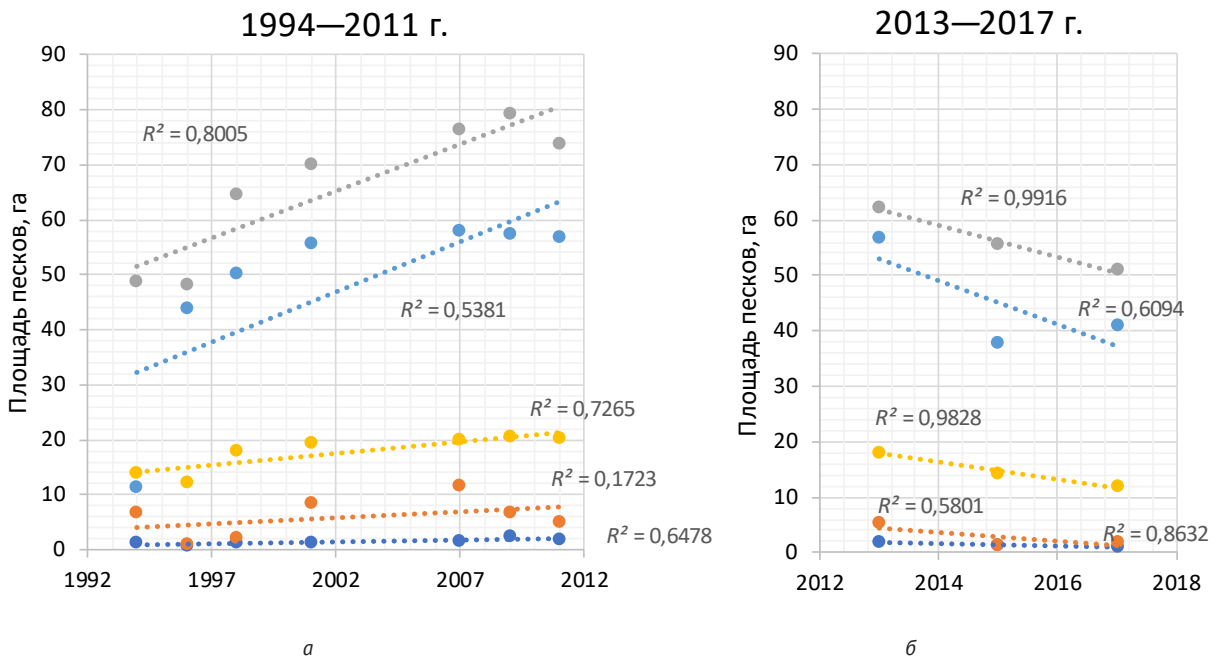 1994—2011 г.
Площадь песков, га
90
80
70
60
50
40
30
20
10
0
R² = 0,8005
R² = 0,5381
R² = 0,7265
R² = 0,1723
R² = 0,6478
1992 1997 2002 2007 2012
а
2013—2017 г.
Площадь песков, га
90
80
70
60
50
40
30
20
10
0
R² = 0,9916
R² = 0,6094
R² = 0,9828
R² = 0,5801
R² = 0,8632
2012 2014 2016 2018
б